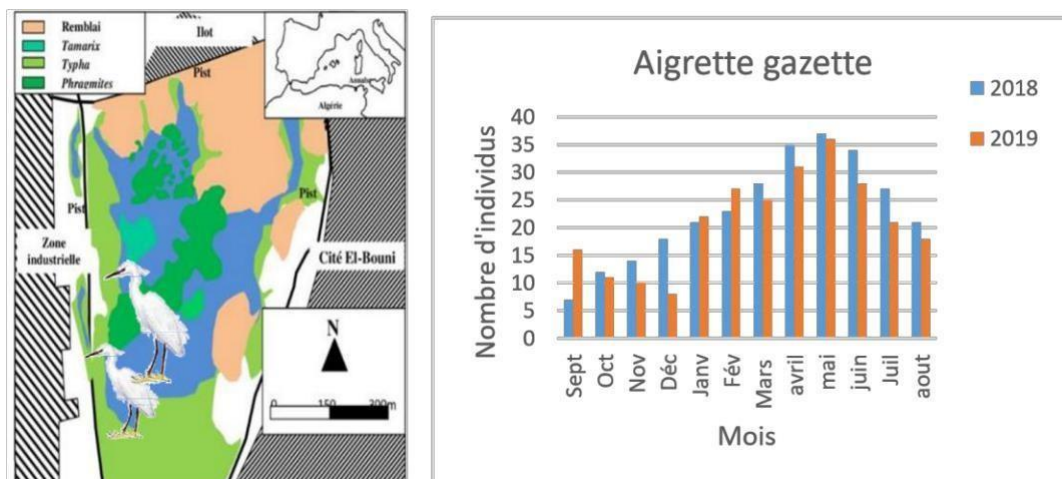 Remblai
Tamarix
Typha
Phragmites
Ilot
Pist
Annaba
Algérie
Pist
Pist
Zone
industrielle
Cité El-Bouni
N
0 150 300m
Aigrette gazette
2018
2019
Nombre d'individus
40
35
30
25
20
15
10
5
0
Sept
Oct
Nov
Déc
Janv
Fév
Mars
avril
mai
juin
Juil
aout
Mois